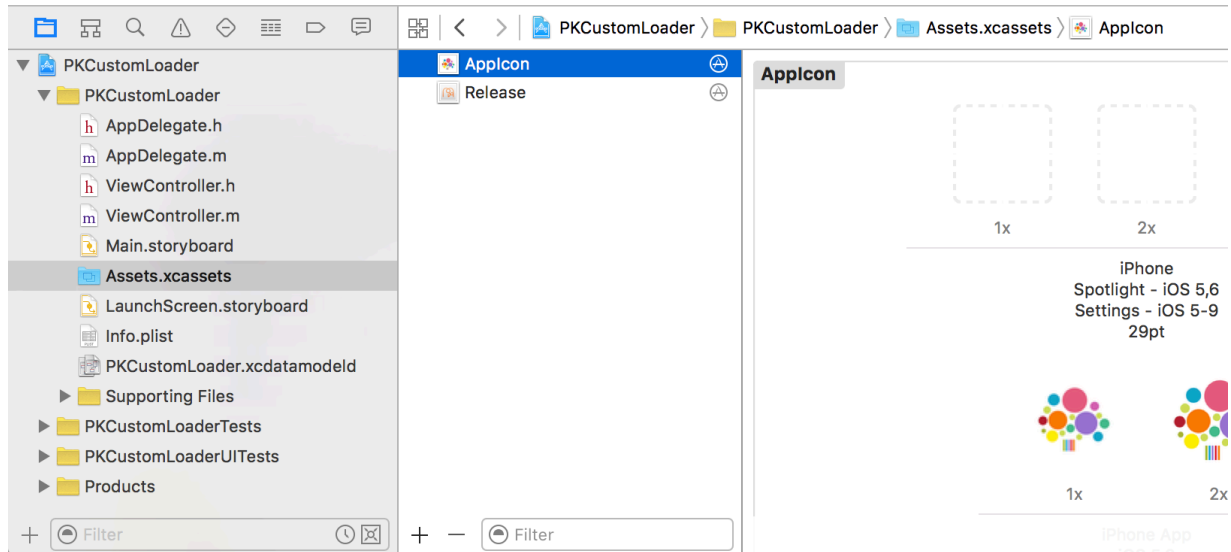 PKCustomLoader PKCustomLoader Assets.xcassets AppIcon
PKCustomLoader
PKCustomLoader
h AppDelegate.h
m AppDelegate.m
h ViewController.h
m ViewController.m
Main.storyboard
Assets.xcassets
LaunchScreen.storyboard
Info.plist
PKCustomLoader.xcdatamodeld
Supporting Files
PKCustomLoaderTests
PKCustomLoaderUITests
Products
Filter
AppIcon
Release
Filter
AppIcon
1x 2x
iPhone
Spotlight - iOS 5,6
Settings - iOS 5-9
29pt
1x 2x
iPhone App